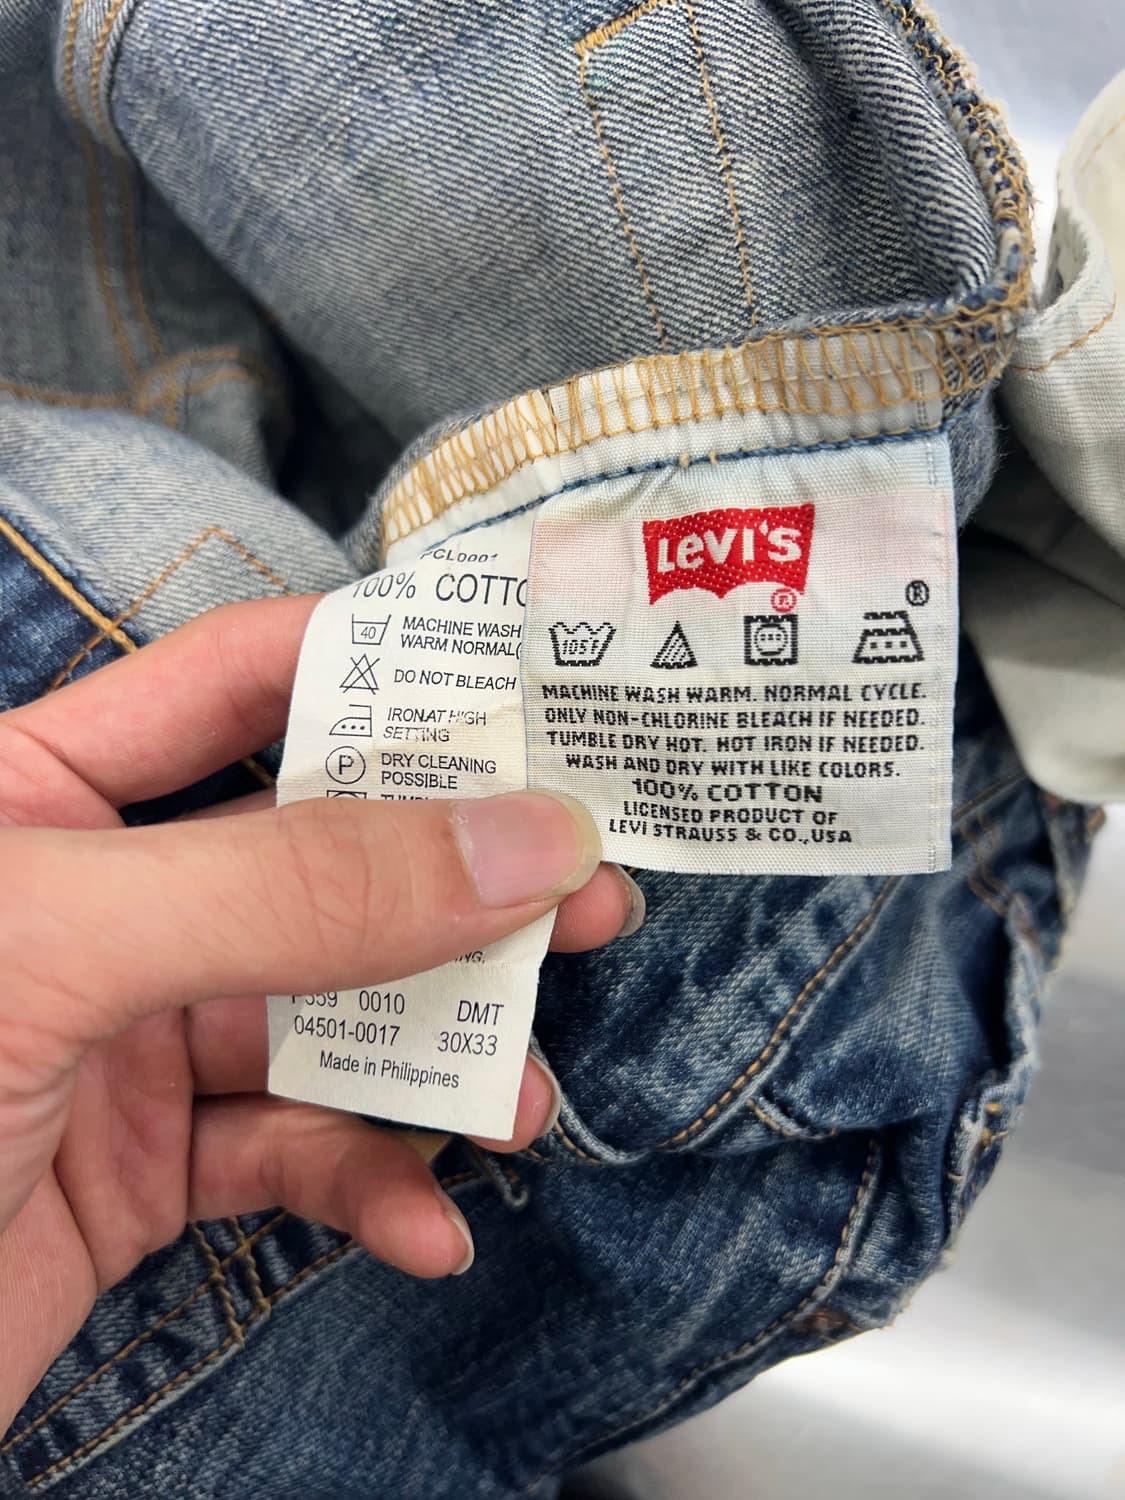 PCL0001
100% COTTO
40
MACHINE WASH
WARM NORMAL(
DO NOT BLEACH
IRONAT HIGH
SETTING
P
DRY CLEANING
POSSIBLE
0010 DMT
04501-0017 30X33
Made in Philippines
LEVI'S
®
®
105F
MACHINE WASH WARM. NORMAL CYCLE.
ONLY NON-CHLORINE BLEACH IF NEEDED.
TUMBLE DRY HOT. HOT IRON IF NEEDED.
WASH AND DRY WITH LIKE COLORS.
100% COTTON
LICENSED PRODUCT OF
LEVI STRAUSS & CO.,USA